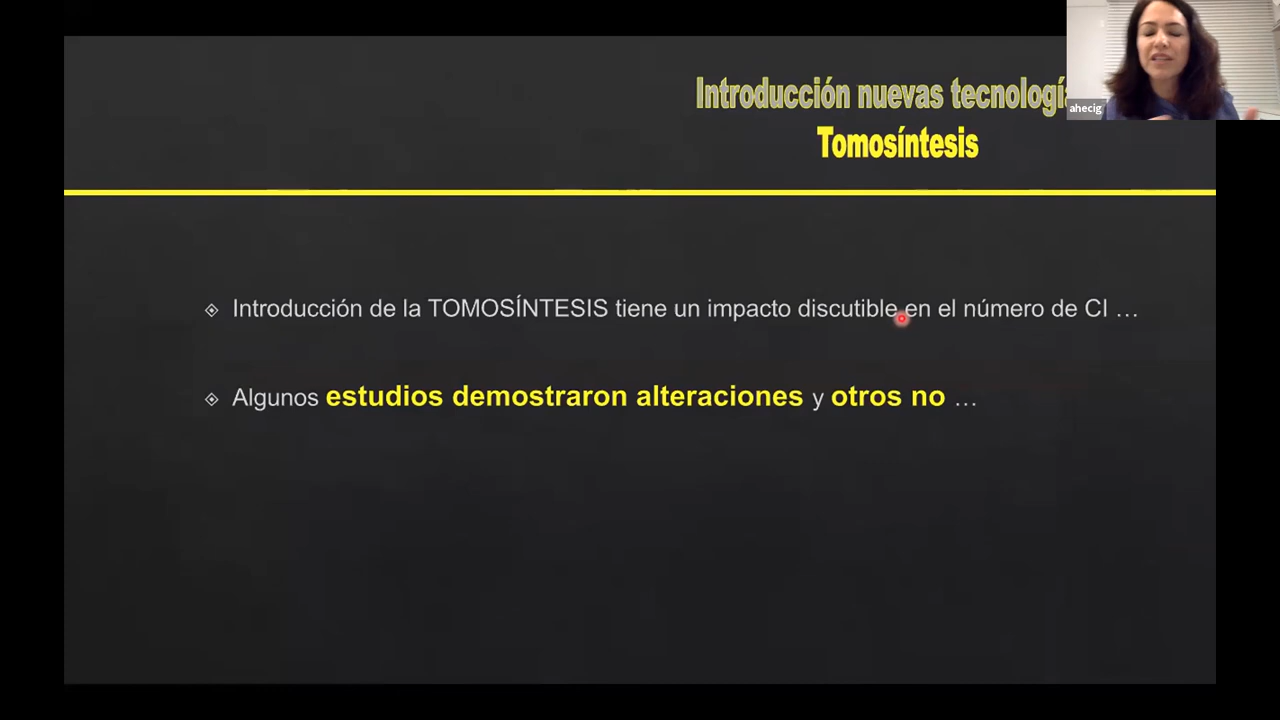 Introducción nuevas tecnologí
Tomosíntesis
ahecig
Introducción de la TOMOSÍNTESIS tiene un impacto discutible en el número de CI …
Algunos estudios demostraron alteraciones y otros no …